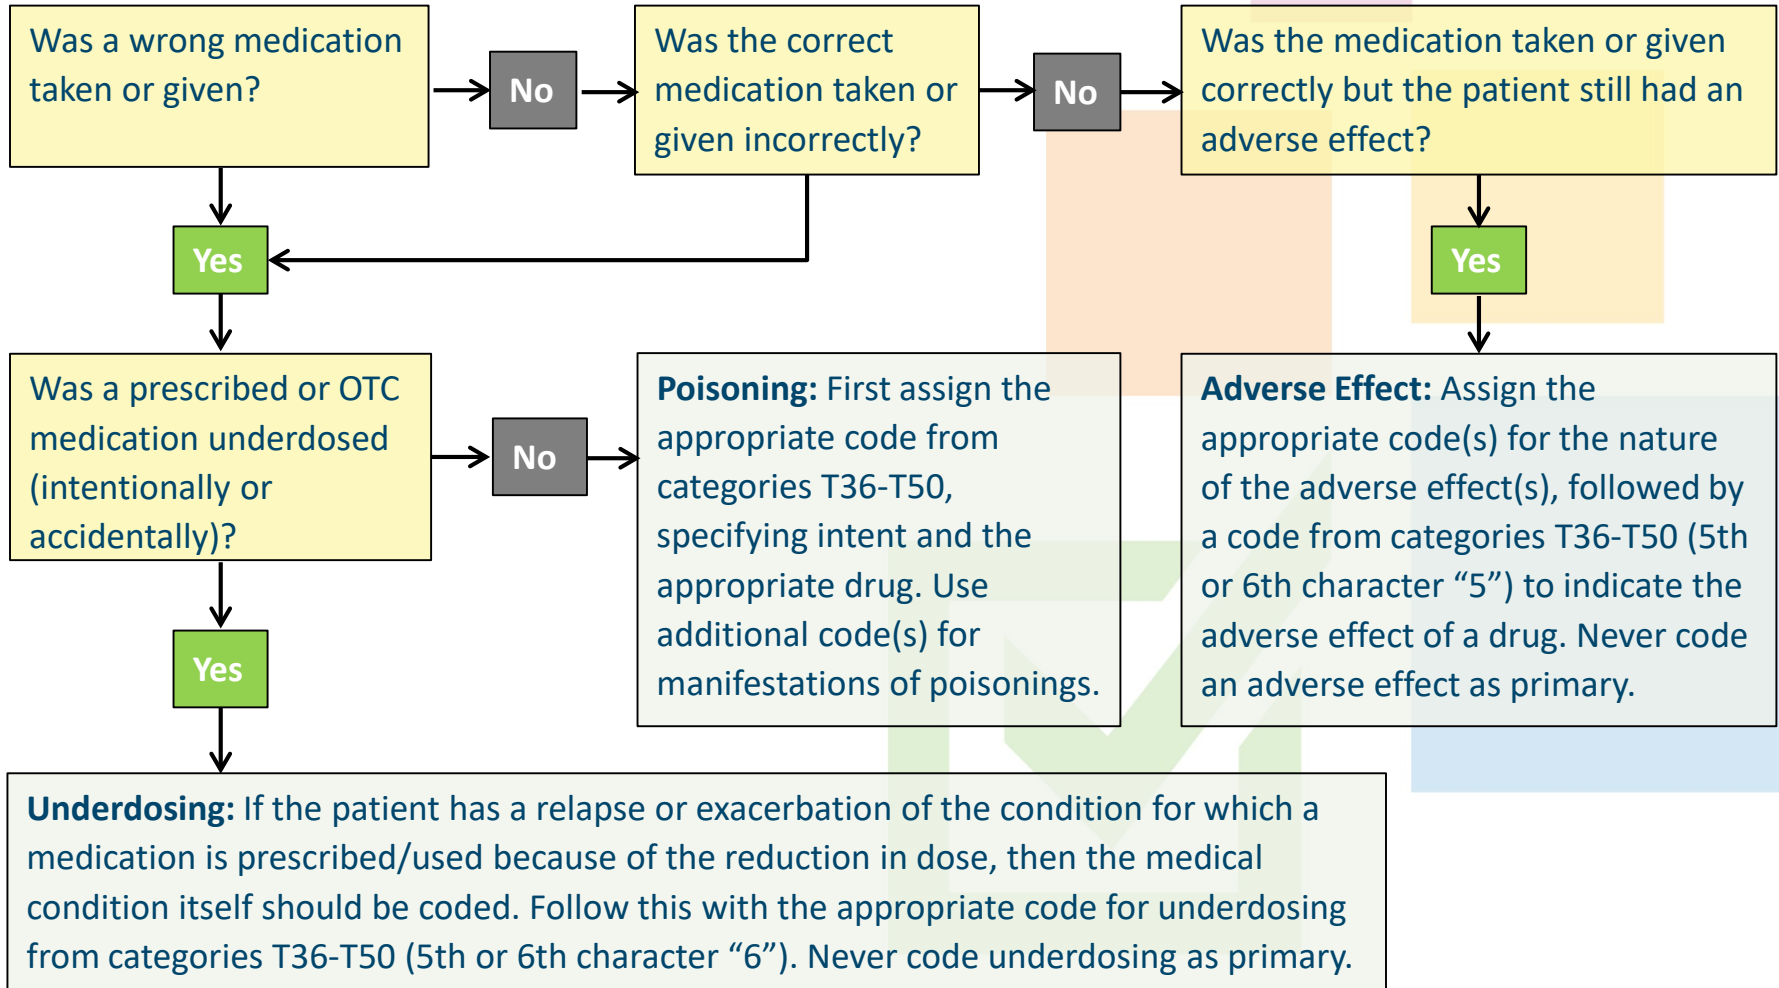 Was a wrong medication
taken or given?
No
Was the correct
medication taken or
given incorrectly?
No
Was the medication taken or given
correctly but the patient still had an
adverse effect?
Yes
Yes
Was a prescribed or OTC
medication underdosed
(intentionally or
accidentally)?
No
Poisoning: First assign the
appropriate code from
categories T36-T50,
specifying intent and the
appropriate drug. Use
additional code(s) for
manifestations of poisonings.
Adverse Effect: Assign the
appropriate code(s) for the nature
of the adverse effect(s), followed by
a code from categories T36-T50 (5th
or 6th character “5”) to indicate the
adverse effect of a drug. Never code
an adverse effect as primary.
Yes
Underdosing: If the patient has a relapse or exacerbation of the condition for which a
medication is prescribed/used because of the reduction in dose, then the medical
condition itself should be coded. Follow this with the appropriate code for underdosing
from categories T36-T50 (5th or 6th character “6”). Never code underdosing as primary.